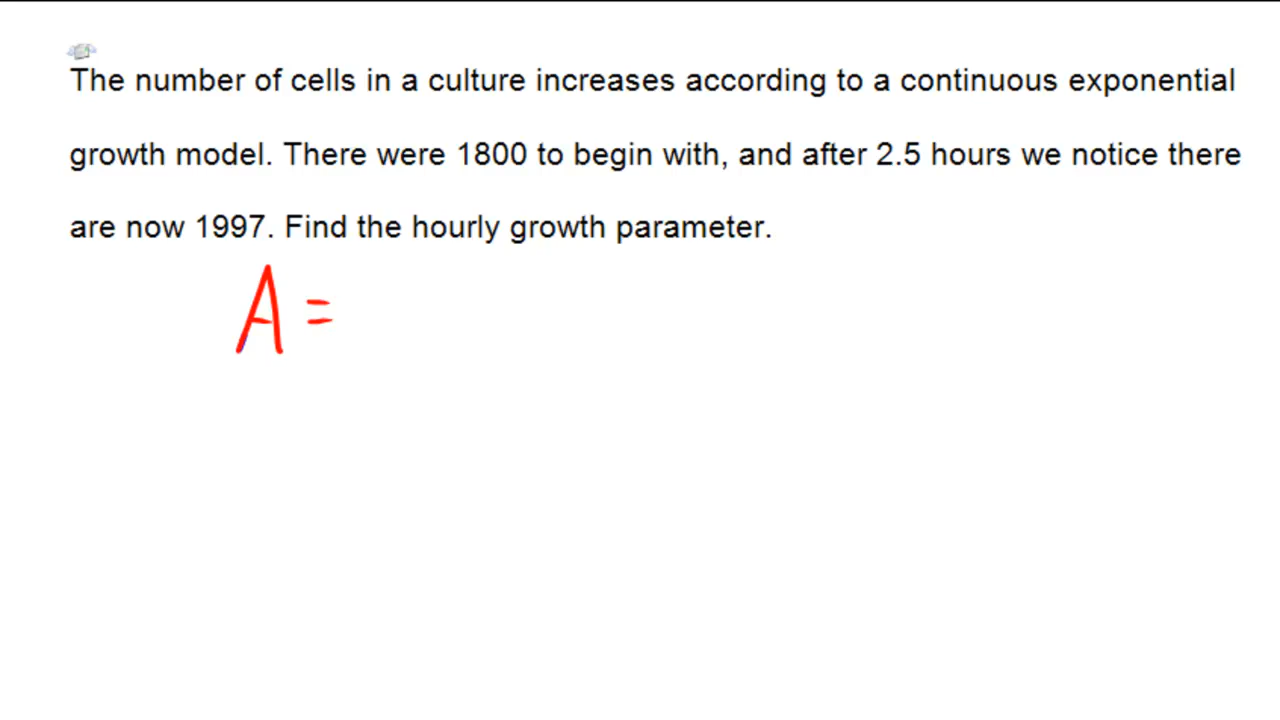 The number of cells in a culture increases according to a continuous exponential
growth model. There were 1800 to begin with, and after 2.5 hours we notice there
are now 1997. Find the hourly growth parameter.
A =